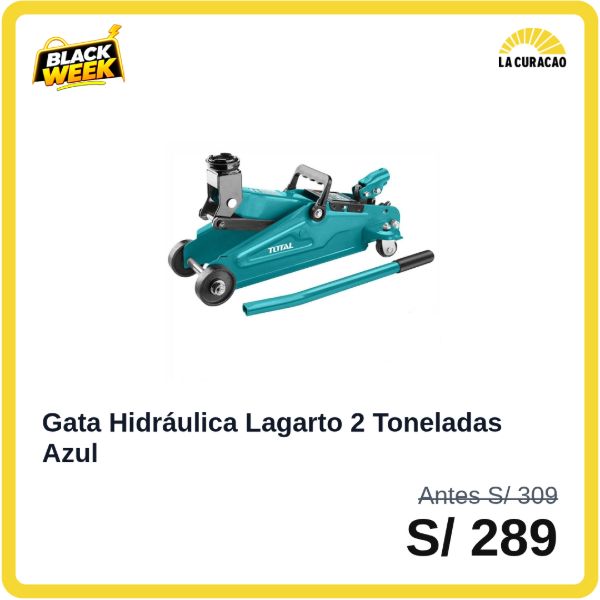 BLACK
WEEK
LA CURACAO
TOTAL
Gata Hidráulica Lagarto 2 Toneladas
Azul
Antes S/ 309
S/ 289